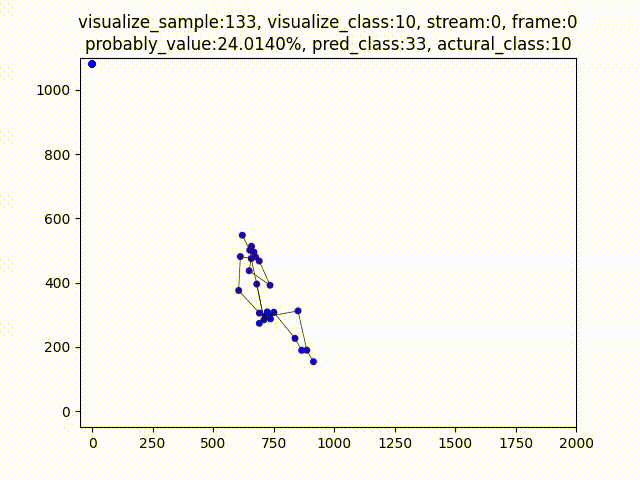 visualize_sample:133, visualize_class:10, stream:0, frame:0
probably_value:24.0140%, pred_class:33, actural_class:10
1000
800
600
400
200
0
0 250 500 750 1000 1250 1500 1750 2000